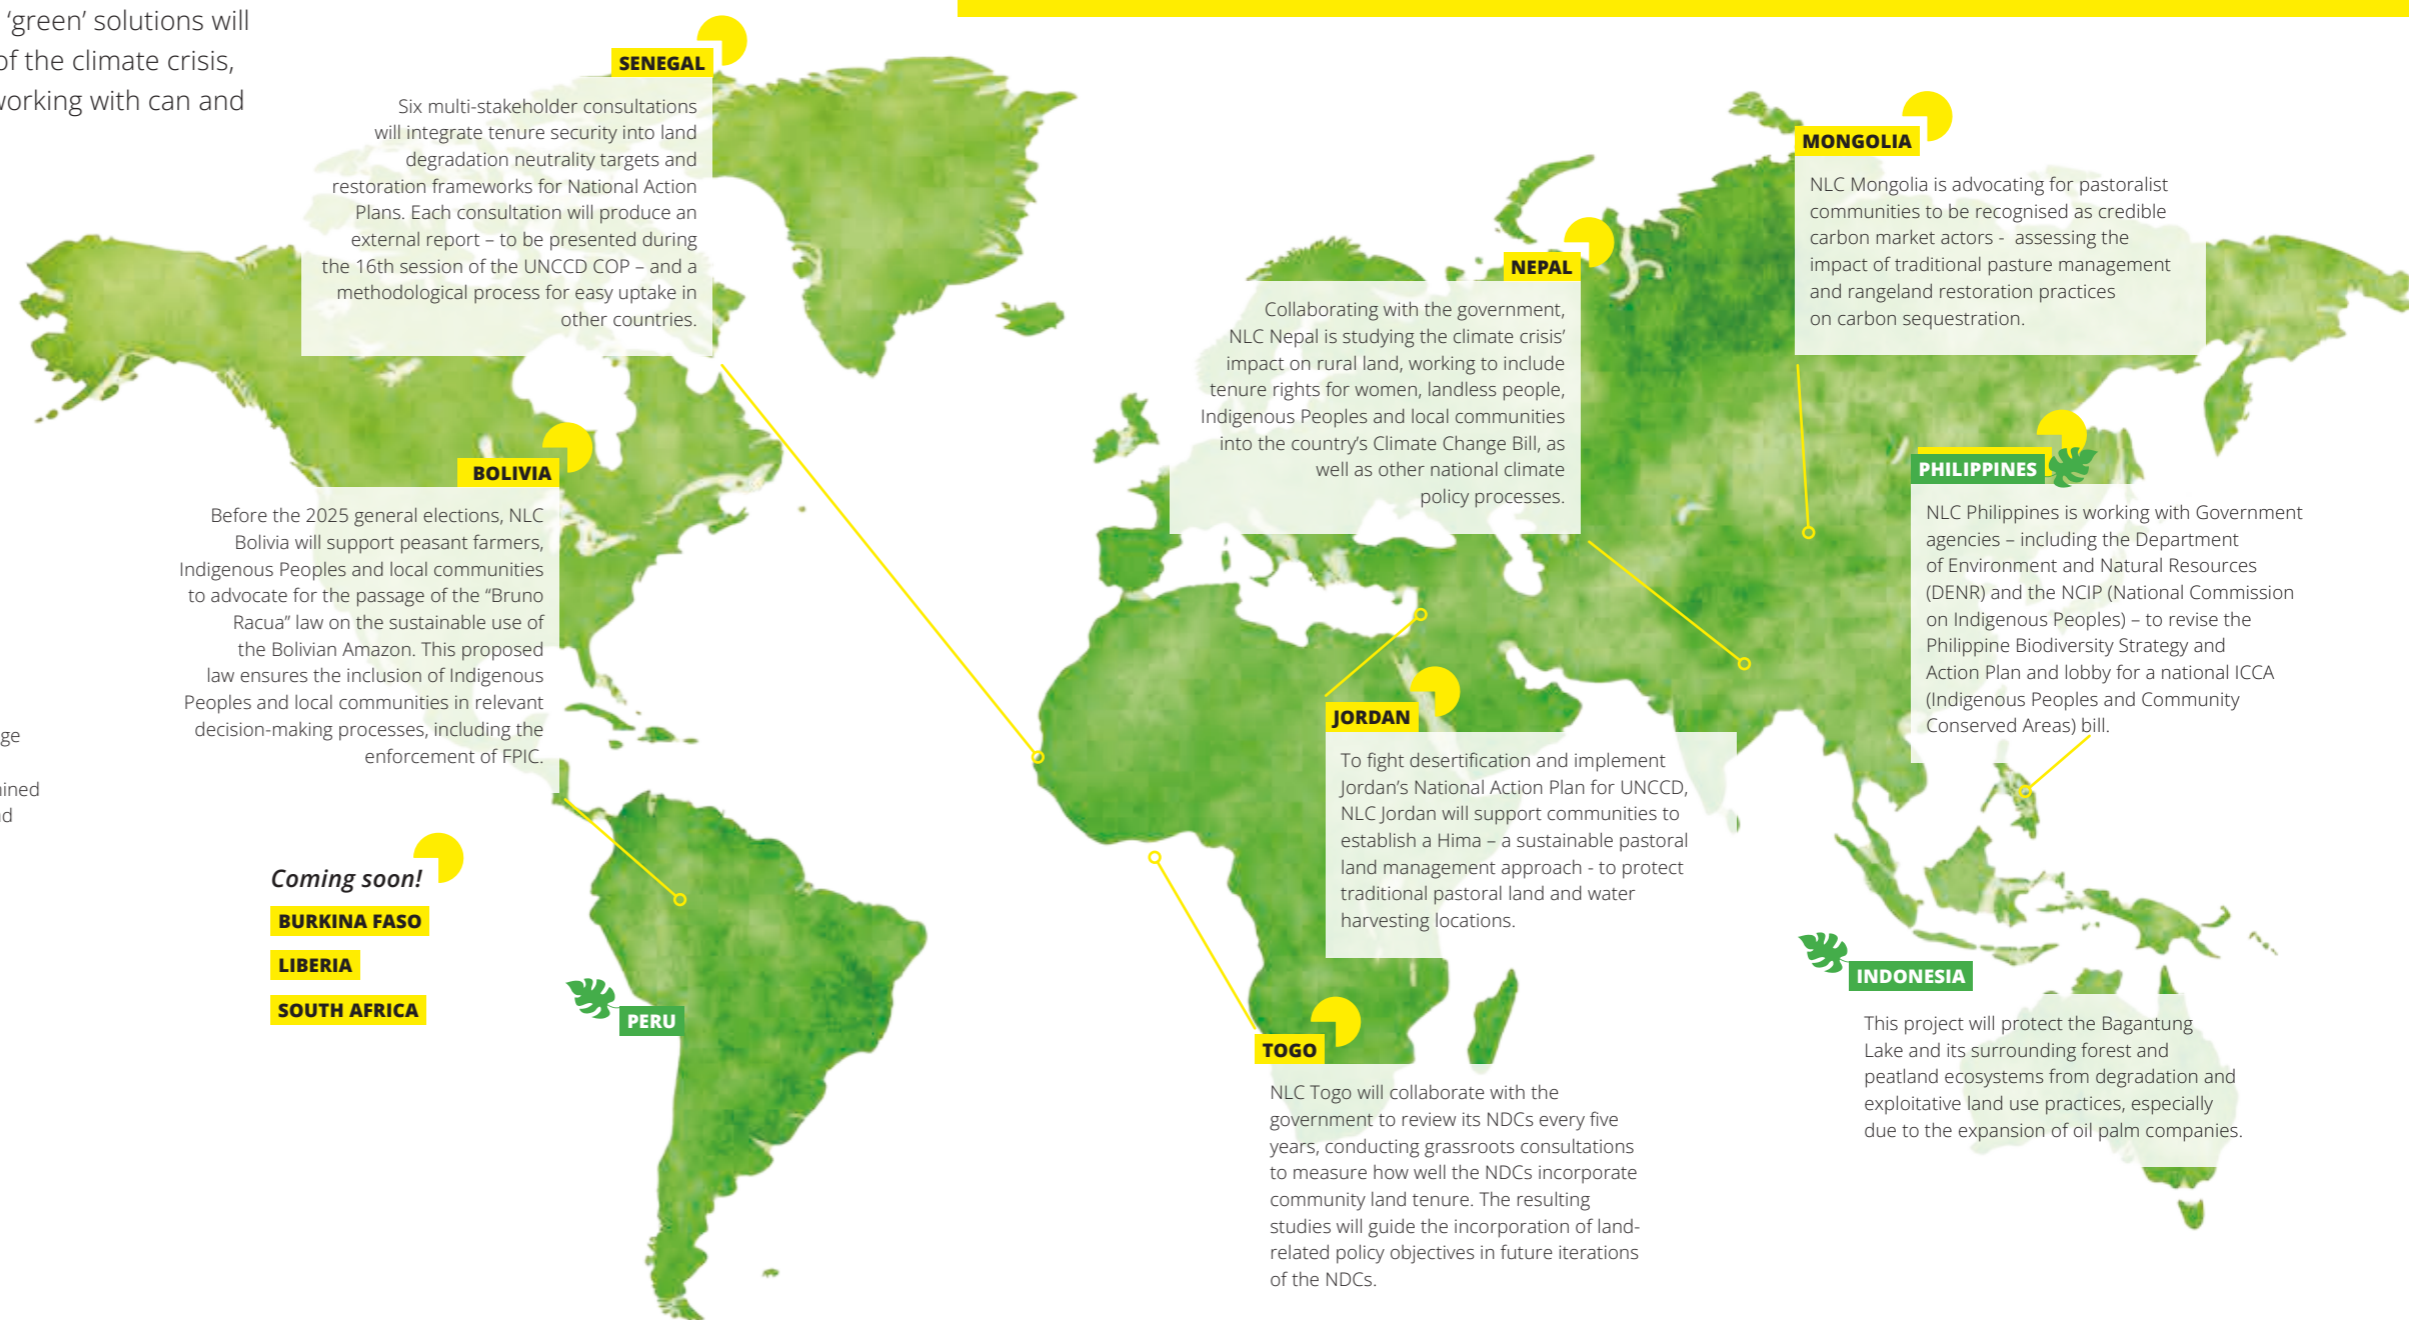 ‘green’ solutions will
of the climate crisis,
working with can and
SENEGAL
Six multi-stakeholder consultations
will integrate tenure security into land
degradation neutrality targets and
restoration frameworks for National Action
Plans. Each consultation will produce an
external report – to be presented during
the 16th session of the UNCCD COP – and a
methodological process for easy uptake in
other countries.
MONGOLIA
NLC Mongolia is advocating for pastoralist
communities to be recognised as credible
carbon market actors - assessing the
impact of traditional pasture management
and rangeland restoration practices
on carbon sequestration.
NEPAL
Collaborating with the government,
NLC Nepal is studying the climate crisis’
impact on rural land, working to include
tenure rights for women, landless people,
Indigenous Peoples and local communities
into the country’s Climate Change Bill, as
well as other national climate
policy processes.
BOLIVIA
Before the 2025 general elections, NLC
Bolivia will support peasant farmers,
Indigenous Peoples and local communities
to advocate for the passage of the “Bruno
Racua” law on the sustainable use of
the Bolivian Amazon. This proposed
law ensures the inclusion of Indigenous
Peoples and local communities in relevant
decision-making processes, including the
enforcement of FPIC.
PHILIPPINES
NLC Philippines is working with Government
agencies – including the Department
of Environment and Natural Resources
(DENR) and the NCIP (National Commission
on Indigenous Peoples) – to revise the
Philippine Biodiversity Strategy and
Action Plan and lobby for a national ICCA
(Indigenous Peoples and Community
Conserved Areas) bill.
JORDAN
To fight desertification and implement
Jordan’s National Action Plan for UNCCD,
NLC Jordan will support communities to
establish a Hima – a sustainable pastoral
land management approach - to protect
traditional pastoral land and water
harvesting locations.
ge
ined
d
Coming soon!
BURKINA FASO
LIBERIA
SOUTH AFRICA
PERU
TOGO
NLC Togo will collaborate with the
government to review its NDCs every five
years, conducting grassroots consultations
to measure how well the NDCs incorporate
community land tenure. The resulting
studies will guide the incorporation of land-
related policy objectives in future iterations
of the NDCs.
INDONESIA
This project will protect the Bagantung
Lake and its surrounding forest and
peatland ecosystems from degradation and
exploitative land use practices, especially
due to the expansion of oil palm companies.